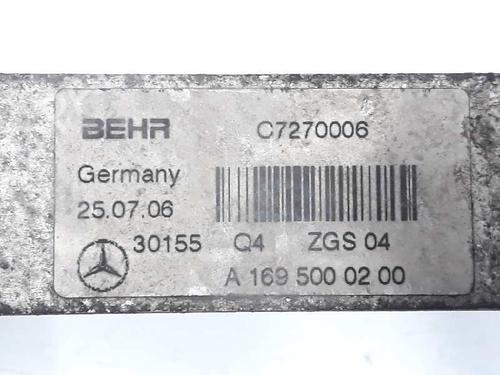 BEHR C7270006
Germany
25.07.06
30155 Q4 ZGS 04
A 169 500 02 00